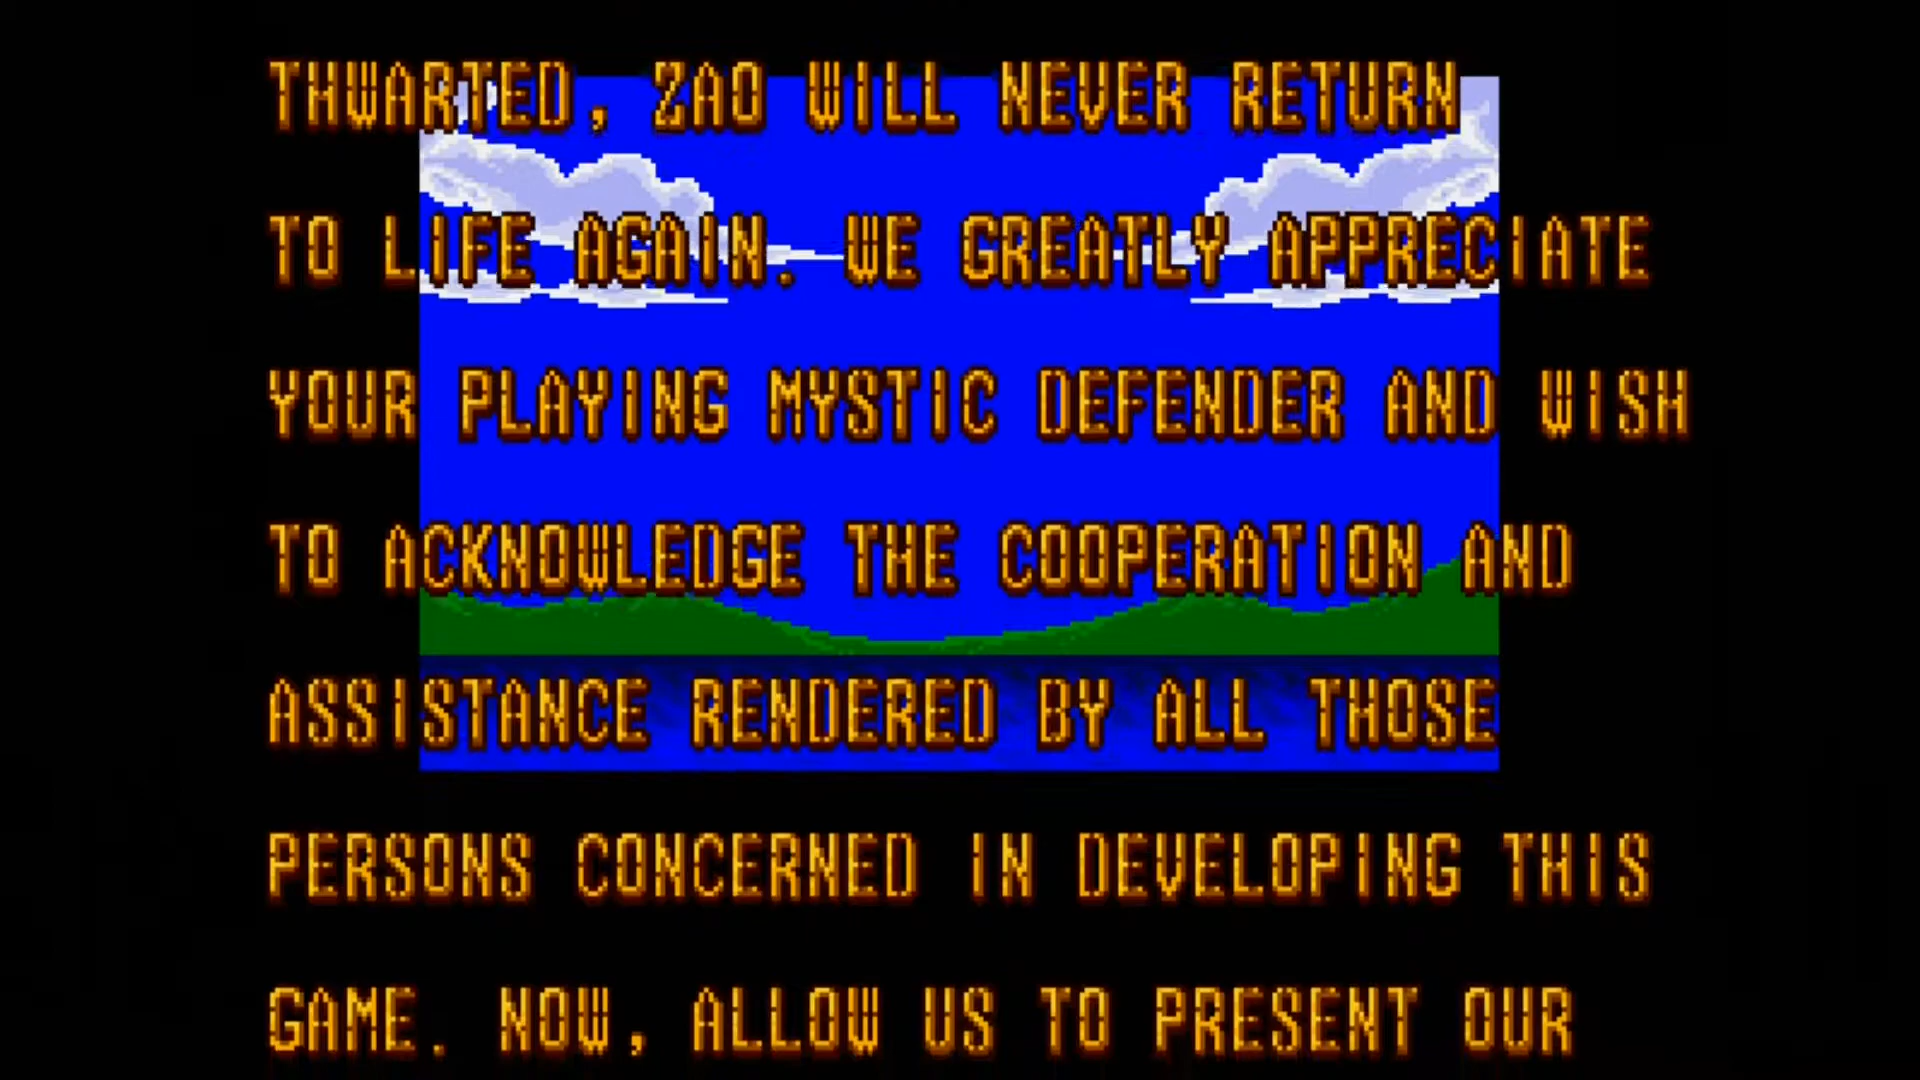 THWARTED, ZAO WILL NEVER RETURN
TO LIFE AGAIN. WE GREATLY APPRECIATE
YOUR PLAYING MYSTIC DEFENDER AND WISH
TO ACKNOWLEDGE THE COOPERATION AND
ASSISTANCE RENDERED BY ALL THOSE
PERSONS CONCERNED IN DEVELOPING THIS
GAME. NOW, ALLOW US TO PRESENT OUR